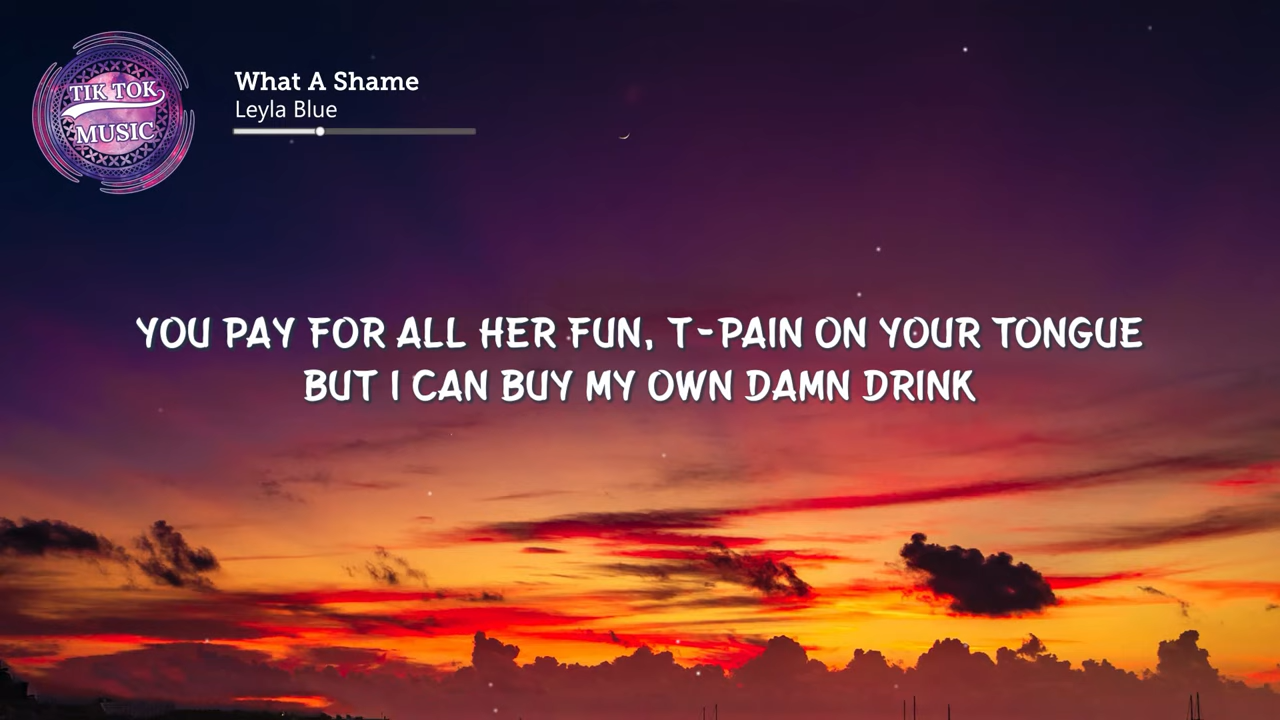 TIK TOK
MUSIC
What A Shame
Leyla Blue
YOU PAY FOR ALL HER FUN, T-PAIN ON YOUR TONGUE
BUT I CAN BUY MY OWN DAMN DRINK